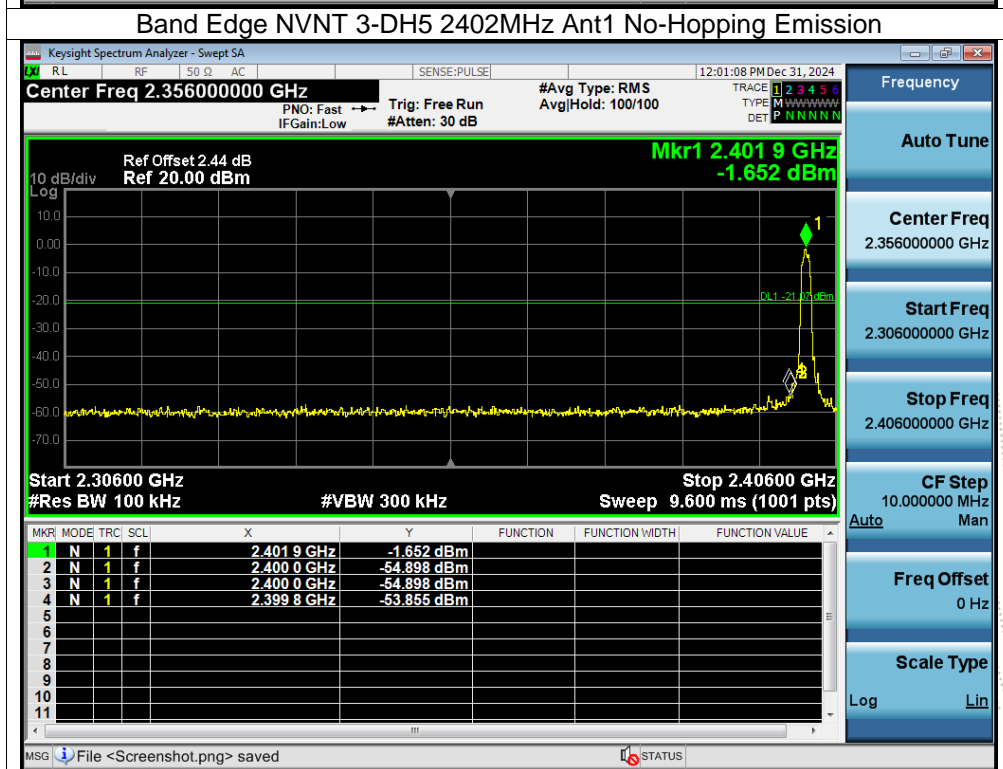 Band Edge NVNT 3-DH5 2402MHz Ant1 No-Hopping Emission
Keysight Spectrum Analyzer - Swept SA
LXI RL RF 50 Ω AC SENSE:PULSE 12:01:08 PM Dec 31, 2024
Center Freq 2.356000000 GHz
PNO: Fast
IFGain:Low
Trig: Free Run
#Atten: 30 dB
#Avg Type: RMS
Avg|Hold: 100/100
TRACE 1 2 3 4 5 6
TYPE M WWWWW
DET P N N N N N
Frequency
Auto Tune
Center Freq
2.356000000 GHz
Start Freq
2.306000000 GHz
Stop Freq
2.406000000 GHz
CF Step
10.000000 MHz
Auto Man
Freq Offset
0 Hz
Scale Type
Log Lin
Mkr1 2.401 9 GHz
-1.652 dBm
Ref Offset 2.44 dB
10 dB/div Ref 20.00 dBm
Log
10.0
0.00
-10.0
-20.0
-30.0
-40.0
-50.0
-60.0
-70.0
1
DL1 -21.07 dBm
Start 2.30600 GHz Stop 2.40600 GHz
#Res BW 100 kHz #VBW 300 kHz Sweep 9.600 ms (1001 pts)
MKR MODE TRC SCL X Y FUNCTION FUNCTION WIDTH FUNCTION VALUE
1 N 1 f 2.401 9 GHz -1.652 dBm
2 N 1 f 2.400 0 GHz -54.898 dBm
3 N 1 f 2.400 0 GHz -54.898 dBm
4 N 1 f 2.399 8 GHz -53.855 dBm
5
6
7
8
9
10
11
MSG File <Screenshot.png> saved STATUS